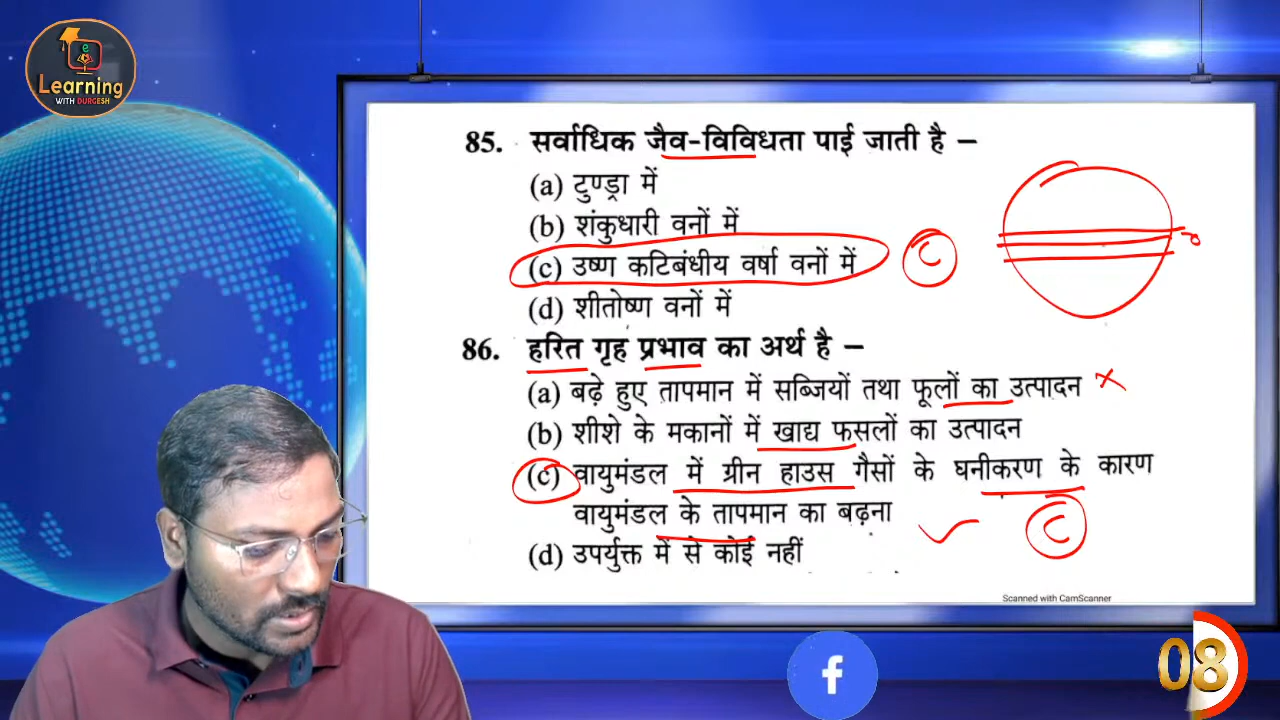 e
Learning
WITH DURGESH
85. सर्वाधिक जैव-विविधता पाई जाती है –
(a) टुण्ड्रा में
(b) शंकुधारी वनों में
(c) उष्ण कटिबंधीय वर्षा वनों में
C
(d) शीतोष्ण वनों में
86. हरित गृह प्रभाव का अर्थ है –
(a) बढ़े हुए तापमान में सब्जियों तथा फूलों का उत्पादन
(b) शीशे के मकानों में खाद्य फसलों का उत्पादन
(c) वायुमंडल में ग्रीन हाउस गैसों के घनीकरण के कारण
वायुमंडल के तापमान का बढ़ना
C
(d) उपर्युक्त में से कोई नहीं
Scanned with CamScanner
f
08